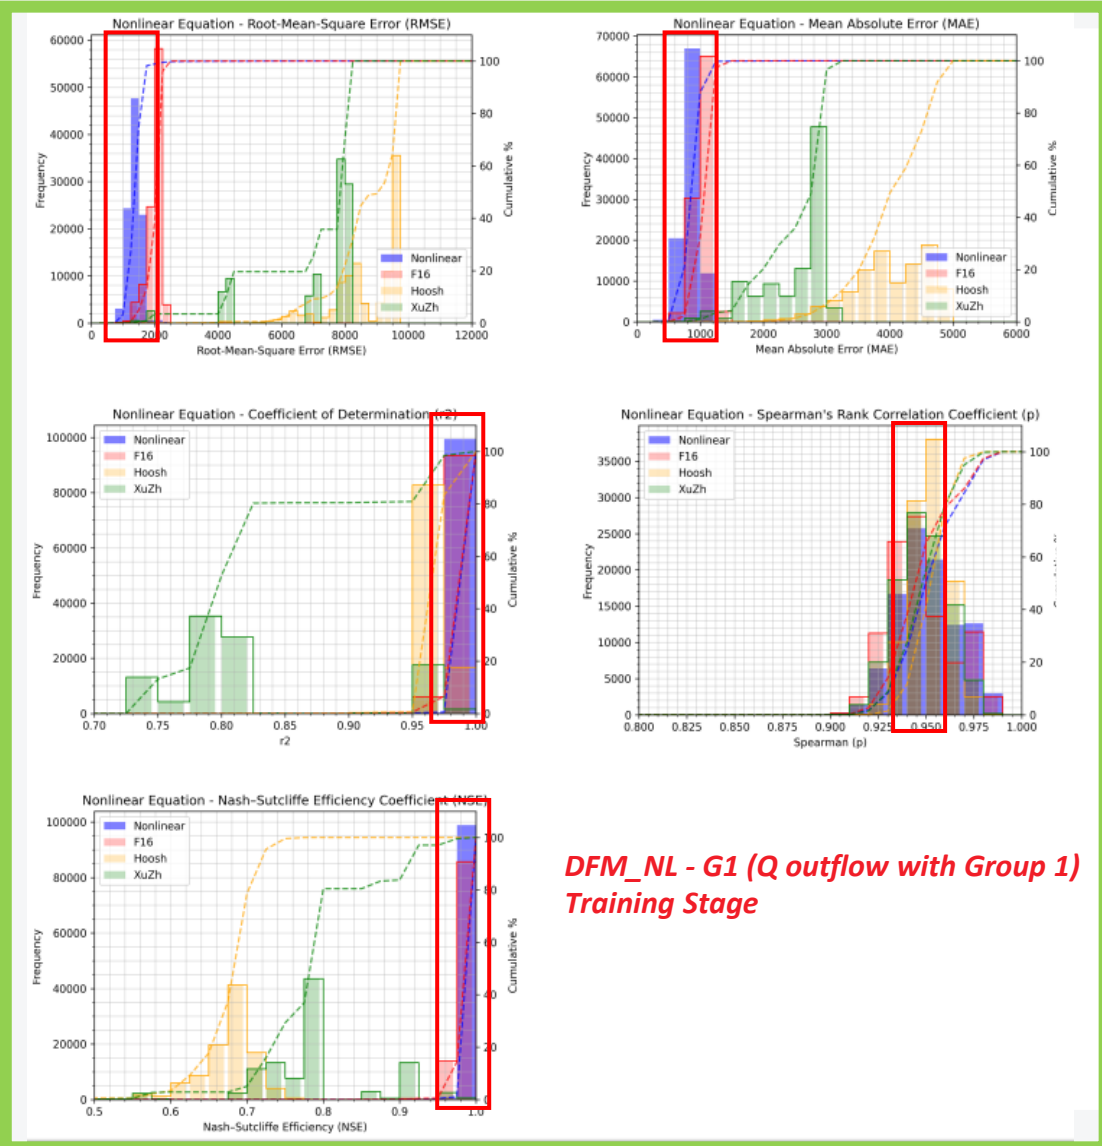 Nonlinear Equation - Root-Mean-Square Error (RMSE)
60000
50000
40000
30000
20000
10000
0
Frequency
100
80
60
40
20
0
Cumulative %
Nonlinear
F16
Hoosh
XuZh
0 2000 4000 6000 8000 10000 12000
Root-Mean-Square Error (RMSE)
Nonlinear Equation - Mean Absolute Error (MAE)
70000
60000
50000
40000
30000
20000
10000
0
Frequency
100
80
60
40
20
0
Cumulative %
Nonlinear
F16
Hoosh
XuZh
0 1000 2000 3000 4000 5000 6000
Mean Absolute Error (MAE)
Nonlinear Equation - Coefficient of Determination (r2)
100000
80000
60000
40000
20000
0
Frequency
Nonlinear
F16
Hoosh
XuZh
100
80
60
40
20
0
Cumulative %
0.70 0.75 0.80 0.85 0.90 0.95 1.00
r2
Nonlinear Equation - Spearman's Rank Correlation Coefficient (p)
35000
30000
25000
20000
15000
10000
5000
0
Frequency
Nonlinear
F16
Hoosh
XuZh
100
80
60
40
20
0
0.800 0.825 0.850 0.875 0.900 0.925 0.950 0.975 1.000
Spearman (p)
Nonlinear Equation - Nash–Sutcliffe Efficiency Coefficient (NSE)
100000
80000
60000
40000
20000
0
Frequency
Nonlinear
F16
Hoosh
XuZh
100
80
60
40
20
0
Cumulative %
0.5 0.6 0.7 0.8 0.9 1.0
Nash–Sutcliffe Efficiency (NSE)
DFM_NL - G1 (Q outflow with Group 1)
Training Stage